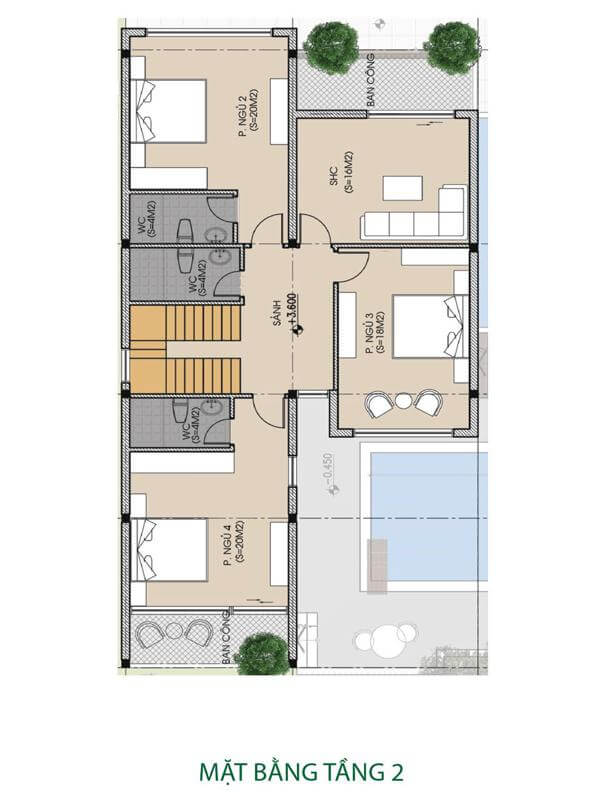 BAN CÔNG
P. NGỦ 2
(S=20M2)
SHC
(S=16M2)
WC
(S=4M2)
WC
(S=4M2)
SẢNH
+3.600
P. NGỦ 3
(S=18M2)
WC
(S=4M2)
-0.450
P. NGỦ 4
(S=20M2)
BAN CÔNG
MẶT BẰNG TẦNG 2